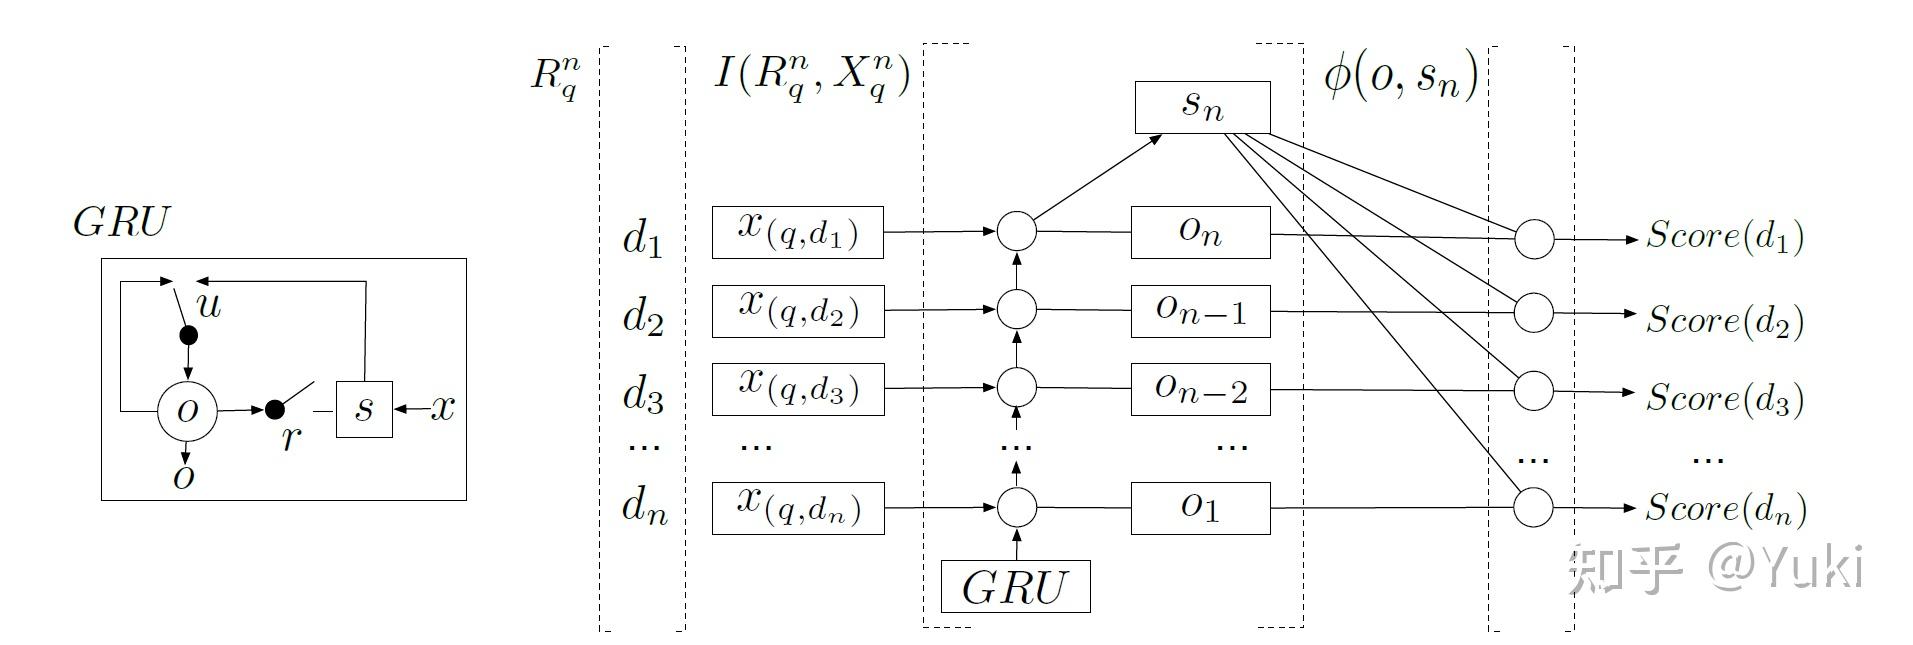 R_q^n
I(R_q^n, X_q^n)
ϕ(o, s_n)
s_n
GRU
u
o
r
s
x
o
d_1
x_(q,d_1)
o_n
Score(d_1)
d_2
x_(q,d_2)
o_{n−1}
Score(d_2)
d_3
x_(q,d_3)
o_{n−2}
Score(d_3)
...
...
...
...
...
...
d_n
x_(q,d_n)
o_1
Score(d_n)
GRU
知乎 @Yuki